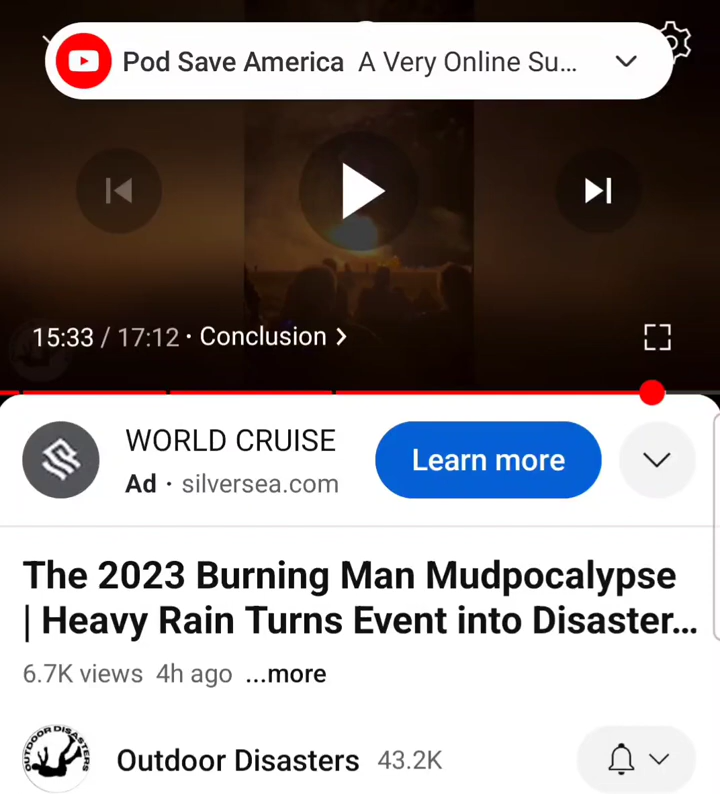 Pod Save America A Very Online Su...
15:33 / 17:12 · Conclusion >
WORLD CRUISE
Learn more
Ad · silversea.com
The 2023 Burning Man Mudpocalypse
| Heavy Rain Turns Event into Disaster...
6.7K views 4h ago ...more
OUTDOOR DISASTERS
Outdoor Disasters 43.2K